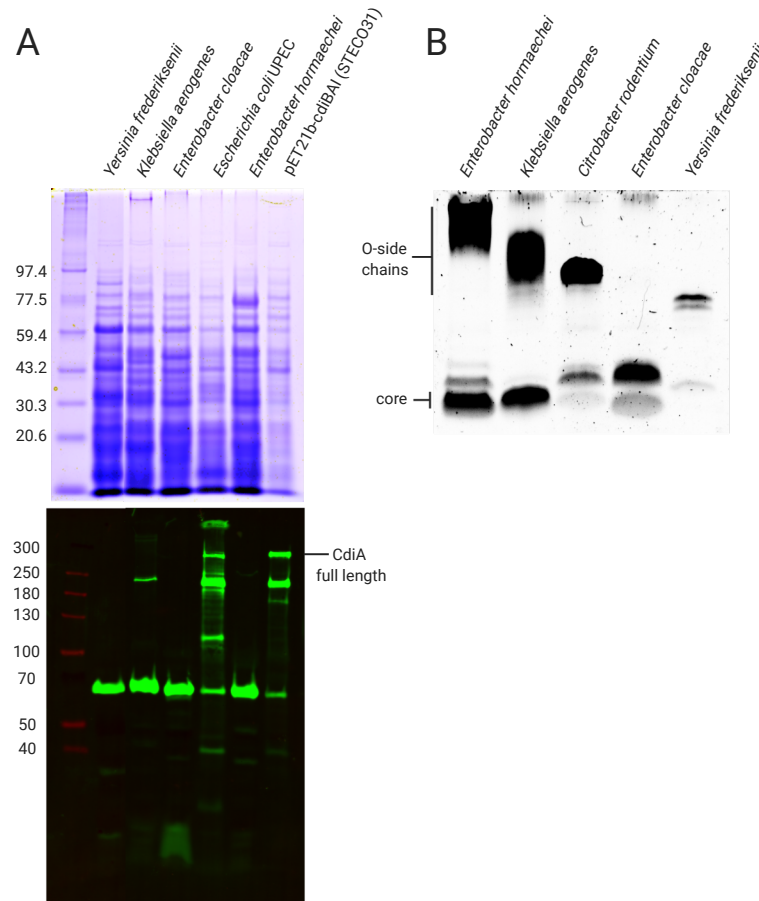 A
Yersinia frederiksenii
Klebsiella aerogenes
Enterobacter cloacae
Escherichia coli UPEC
Enterobacter hormaechei
pET21b-cdiBAI (STECO31)
97.4
77.5
59.4
43.2
30.3
20.6
300
250
180
130
100
70
50
40
CdiA
full length
B
Enterobacter hormaechei
Klebsiella aerogenes
Citrobacter rodentium
Enterobacter cloacae
Yersinia frederiksenii
O-side
chains
core